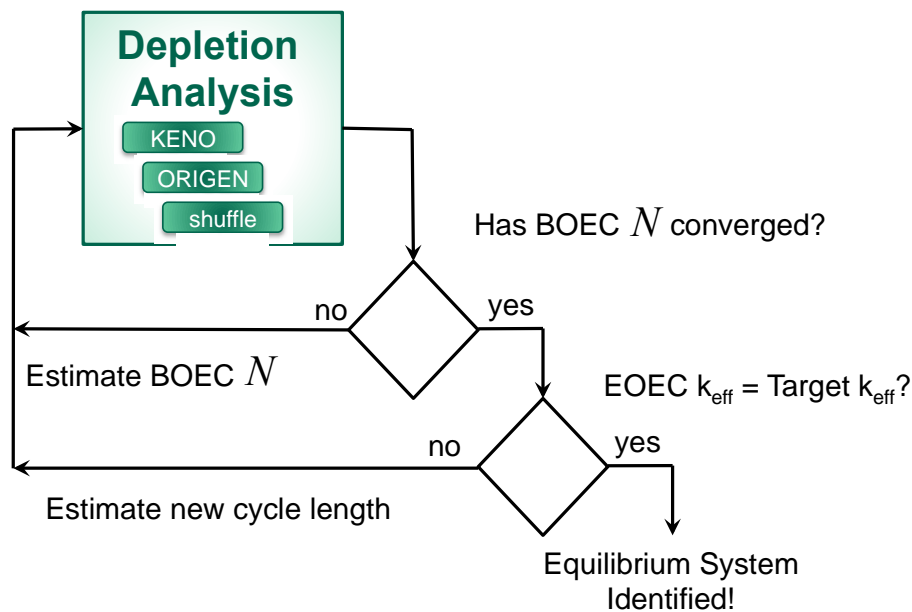 Depletion
Analysis
KENO
ORIGEN
shuffle
Has BOEC N converged?
no
yes
Estimate BOEC N
EOEC keff = Target keff?
no
yes
Estimate new cycle length
Equilibrium System
Identified!